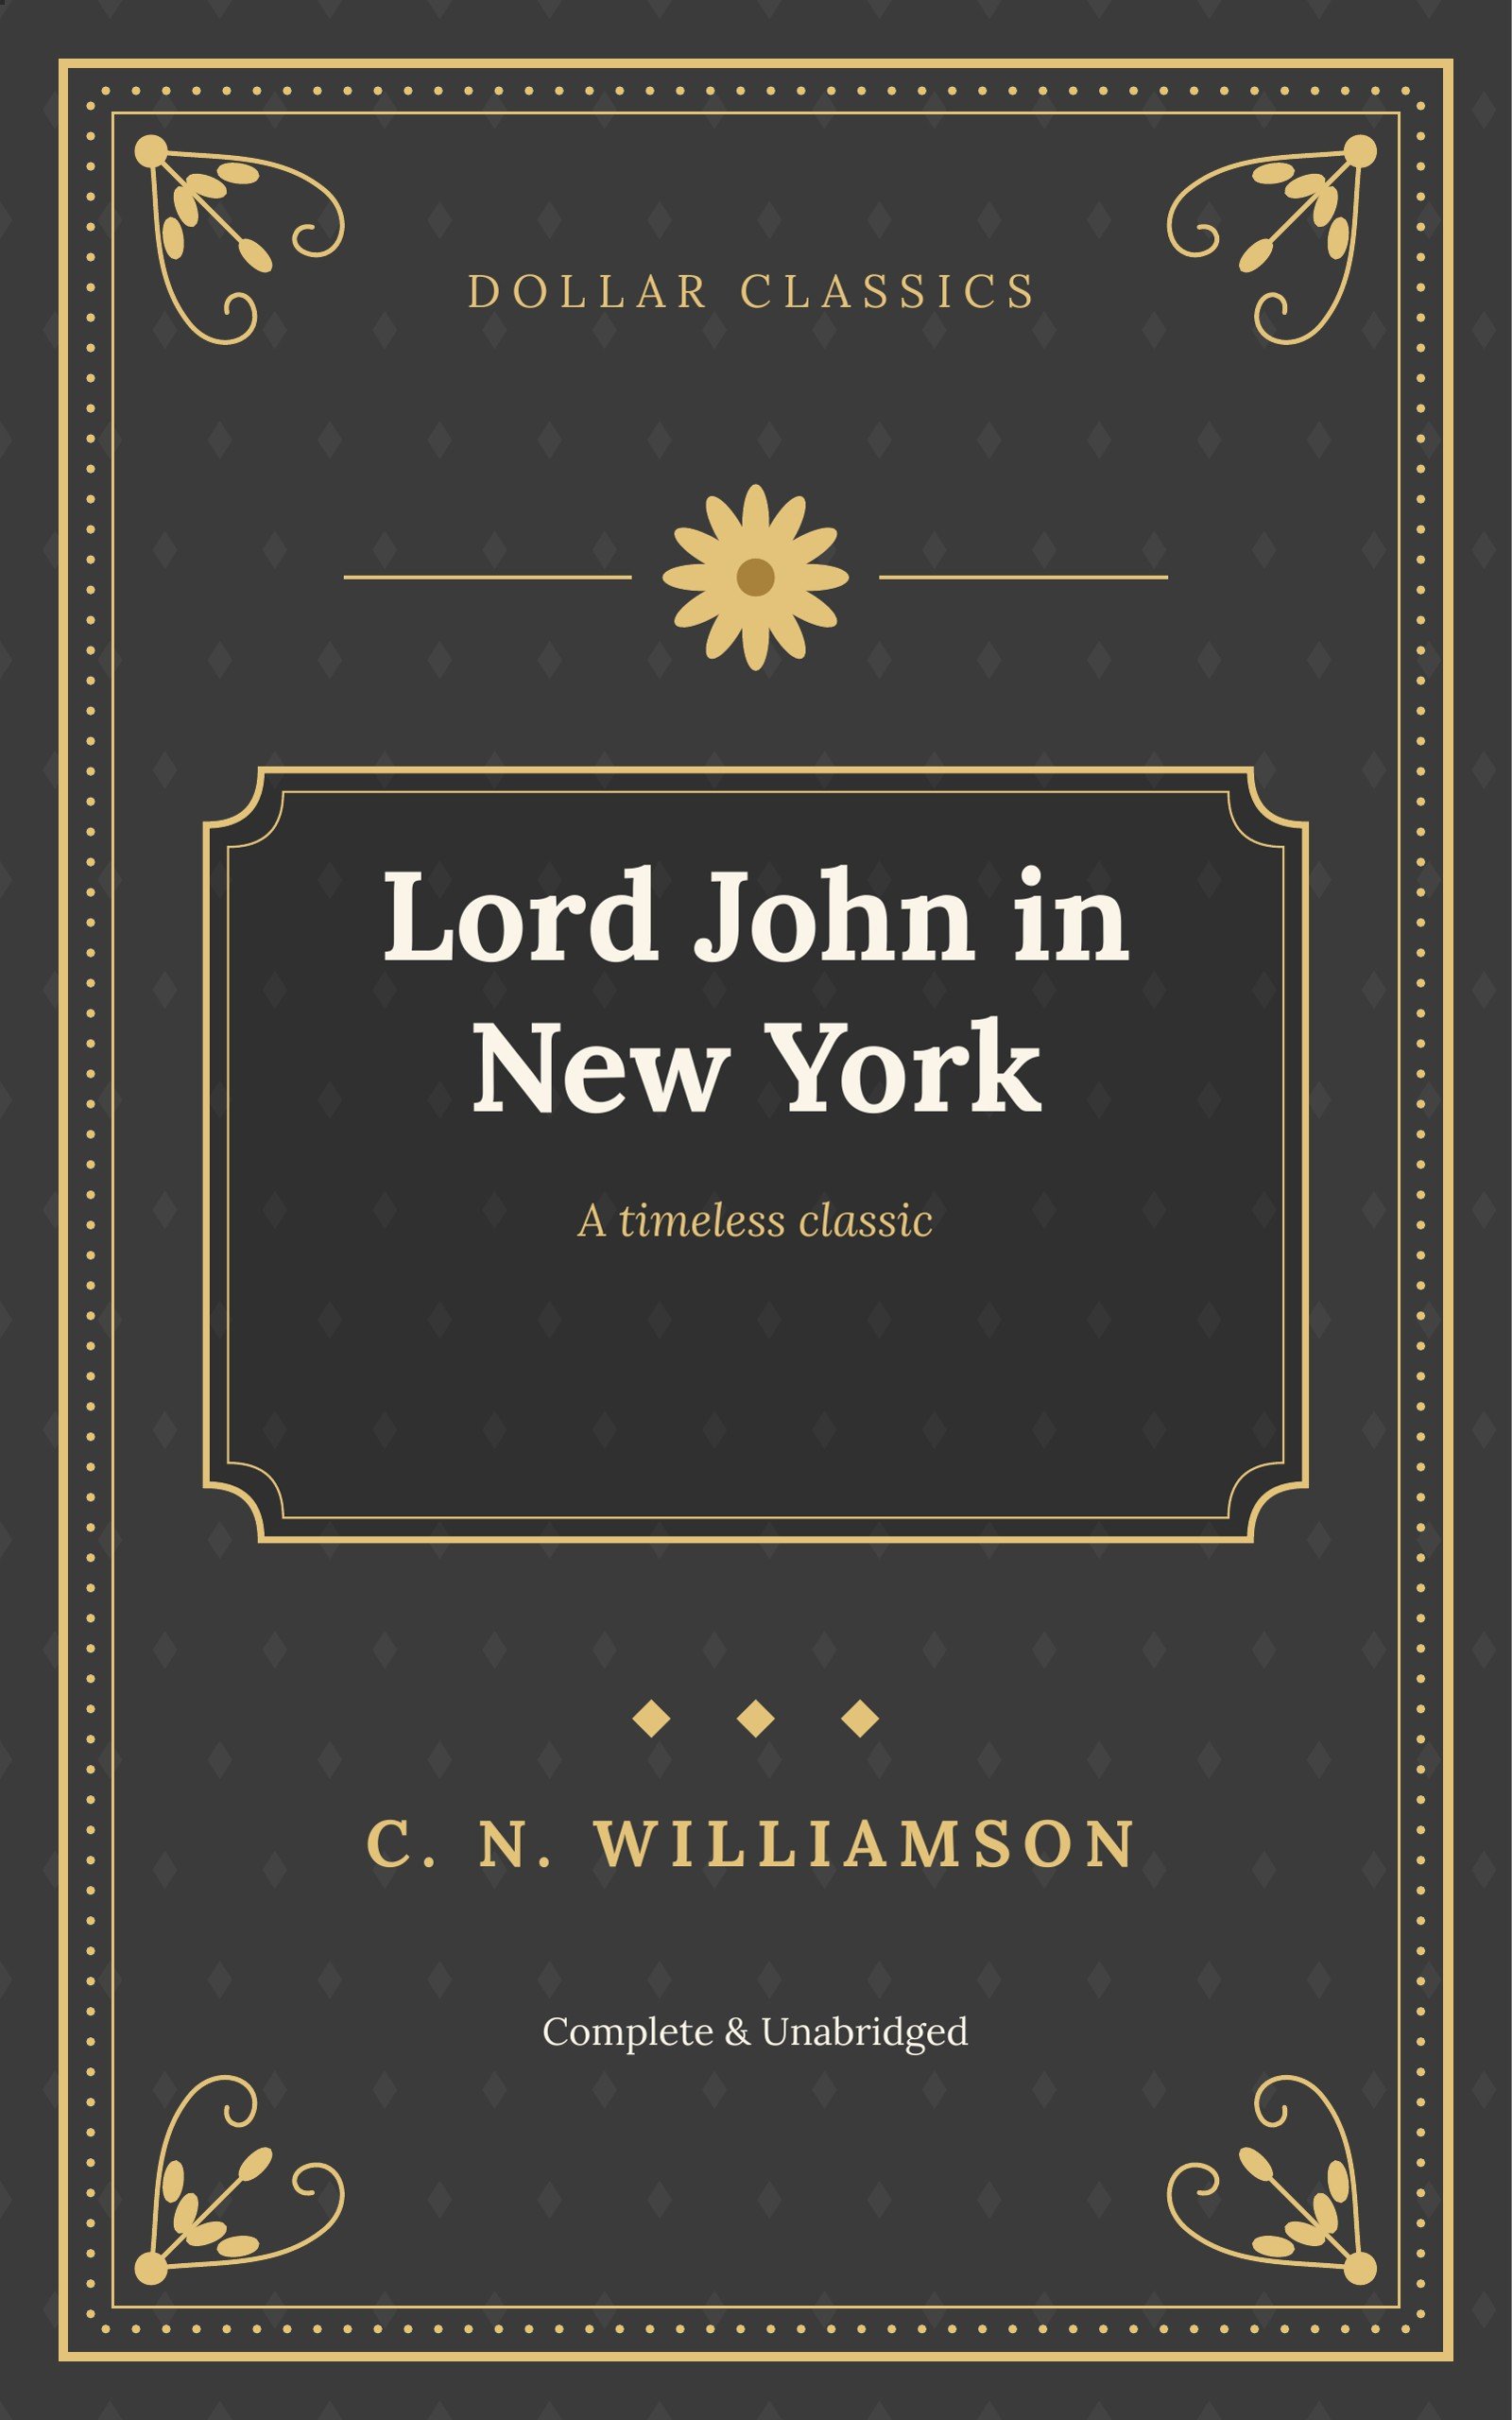 DOLLAR CLASSICS
Lord John in
New York
A timeless classic
C. N. WILLIAMSON
Complete & Unabridged